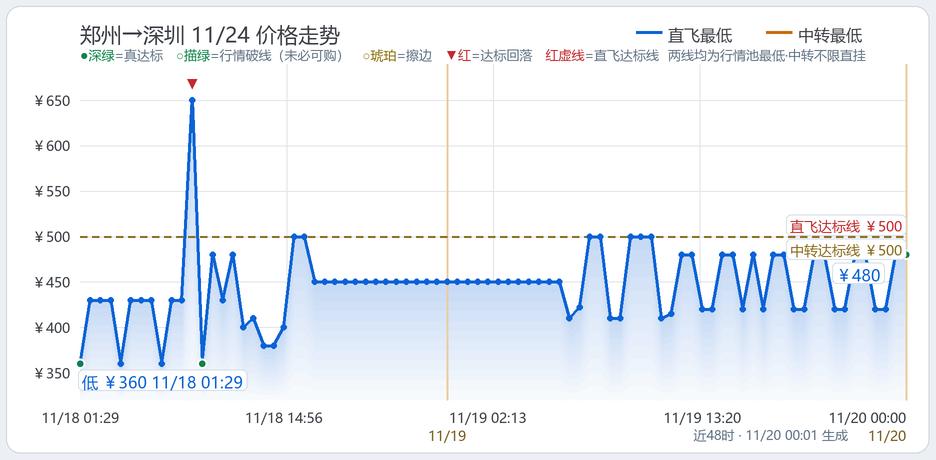 郑州→深圳 11/24 价格走势
直飞最低 中转最低
●深绿=真达标 ○描绿=行情破线（未必可购） ○琥珀=擦边 ▼红=达标回落 红虚线=直飞达标线 两线均为行情池最低·中转不限直挂
¥650
¥600
¥550
¥500
¥450
¥400
¥350
直飞达标线 ¥500
中转达标线 ¥500
¥480
低 ¥360 11/18 01:29
11/18 01:29 11/18 14:56 11/19 02:13 11/19 13:20 11/20 00:00
11/19 近48时 · 11/20 00:01 生成 11/20